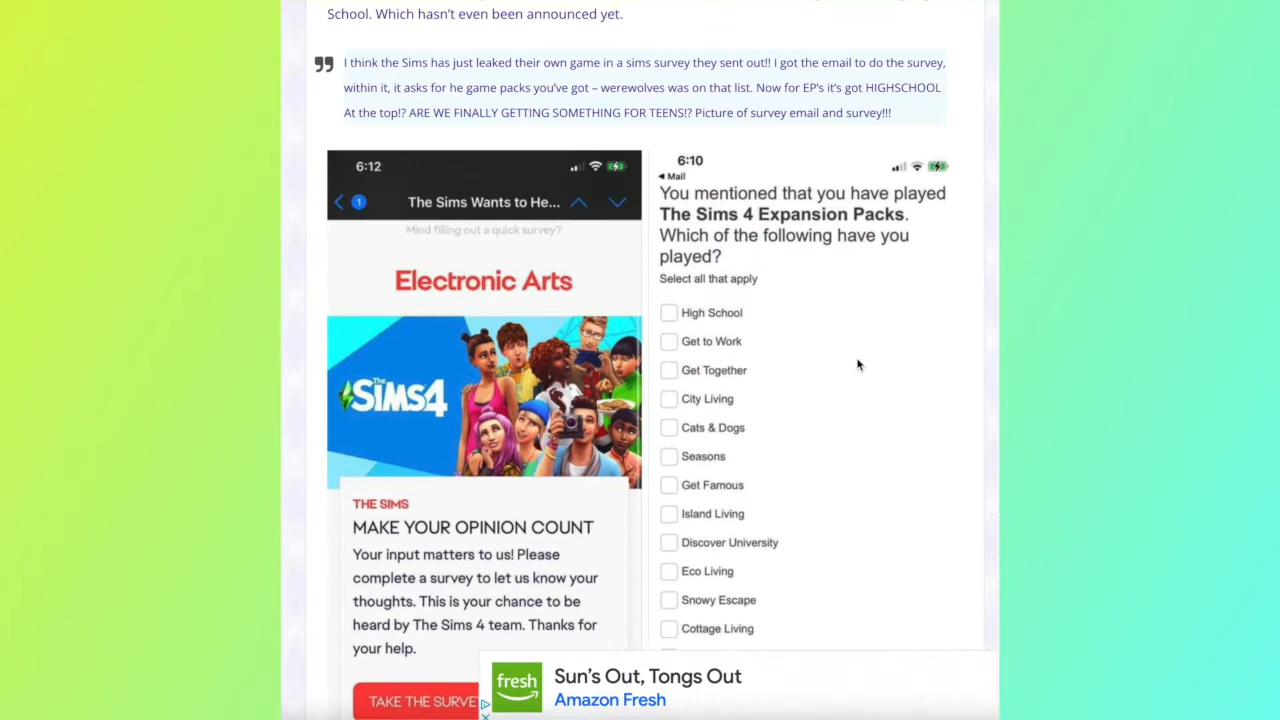 School. Which hasn't even been announced yet.
I think the Sims has just leaked their own game in a sims survey they sent out!! I got the email to do the survey,
within it, it asks for he game packs you've got – werewolves was on that list. Now for EP's it's got HIGHSCHOOL
At the top!? ARE WE FINALLY GETTING SOMETHING FOR TEENS!? Picture of survey email and survey!!!
6:12
1
The Sims Wants to He...
Mind filling out a quick survey?
Electronic Arts
The SIMS4
THE SIMS
MAKE YOUR OPINION COUNT
Your input matters to us! Please
complete a survey to let us know your
thoughts. This is your chance to be
heard by The Sims 4 team. Thanks for
your help.
TAKE THE SURVE
6:10
Mail
You mentioned that you have played
The Sims 4 Expansion Packs.
Which of the following have you
played?
Select all that apply
High School
Get to Work
Get Together
City Living
Cats & Dogs
Seasons
Get Famous
Island Living
Discover University
Eco Living
Snowy Escape
Cottage Living
fresh
Sun's Out, Tongs Out
Amazon Fresh